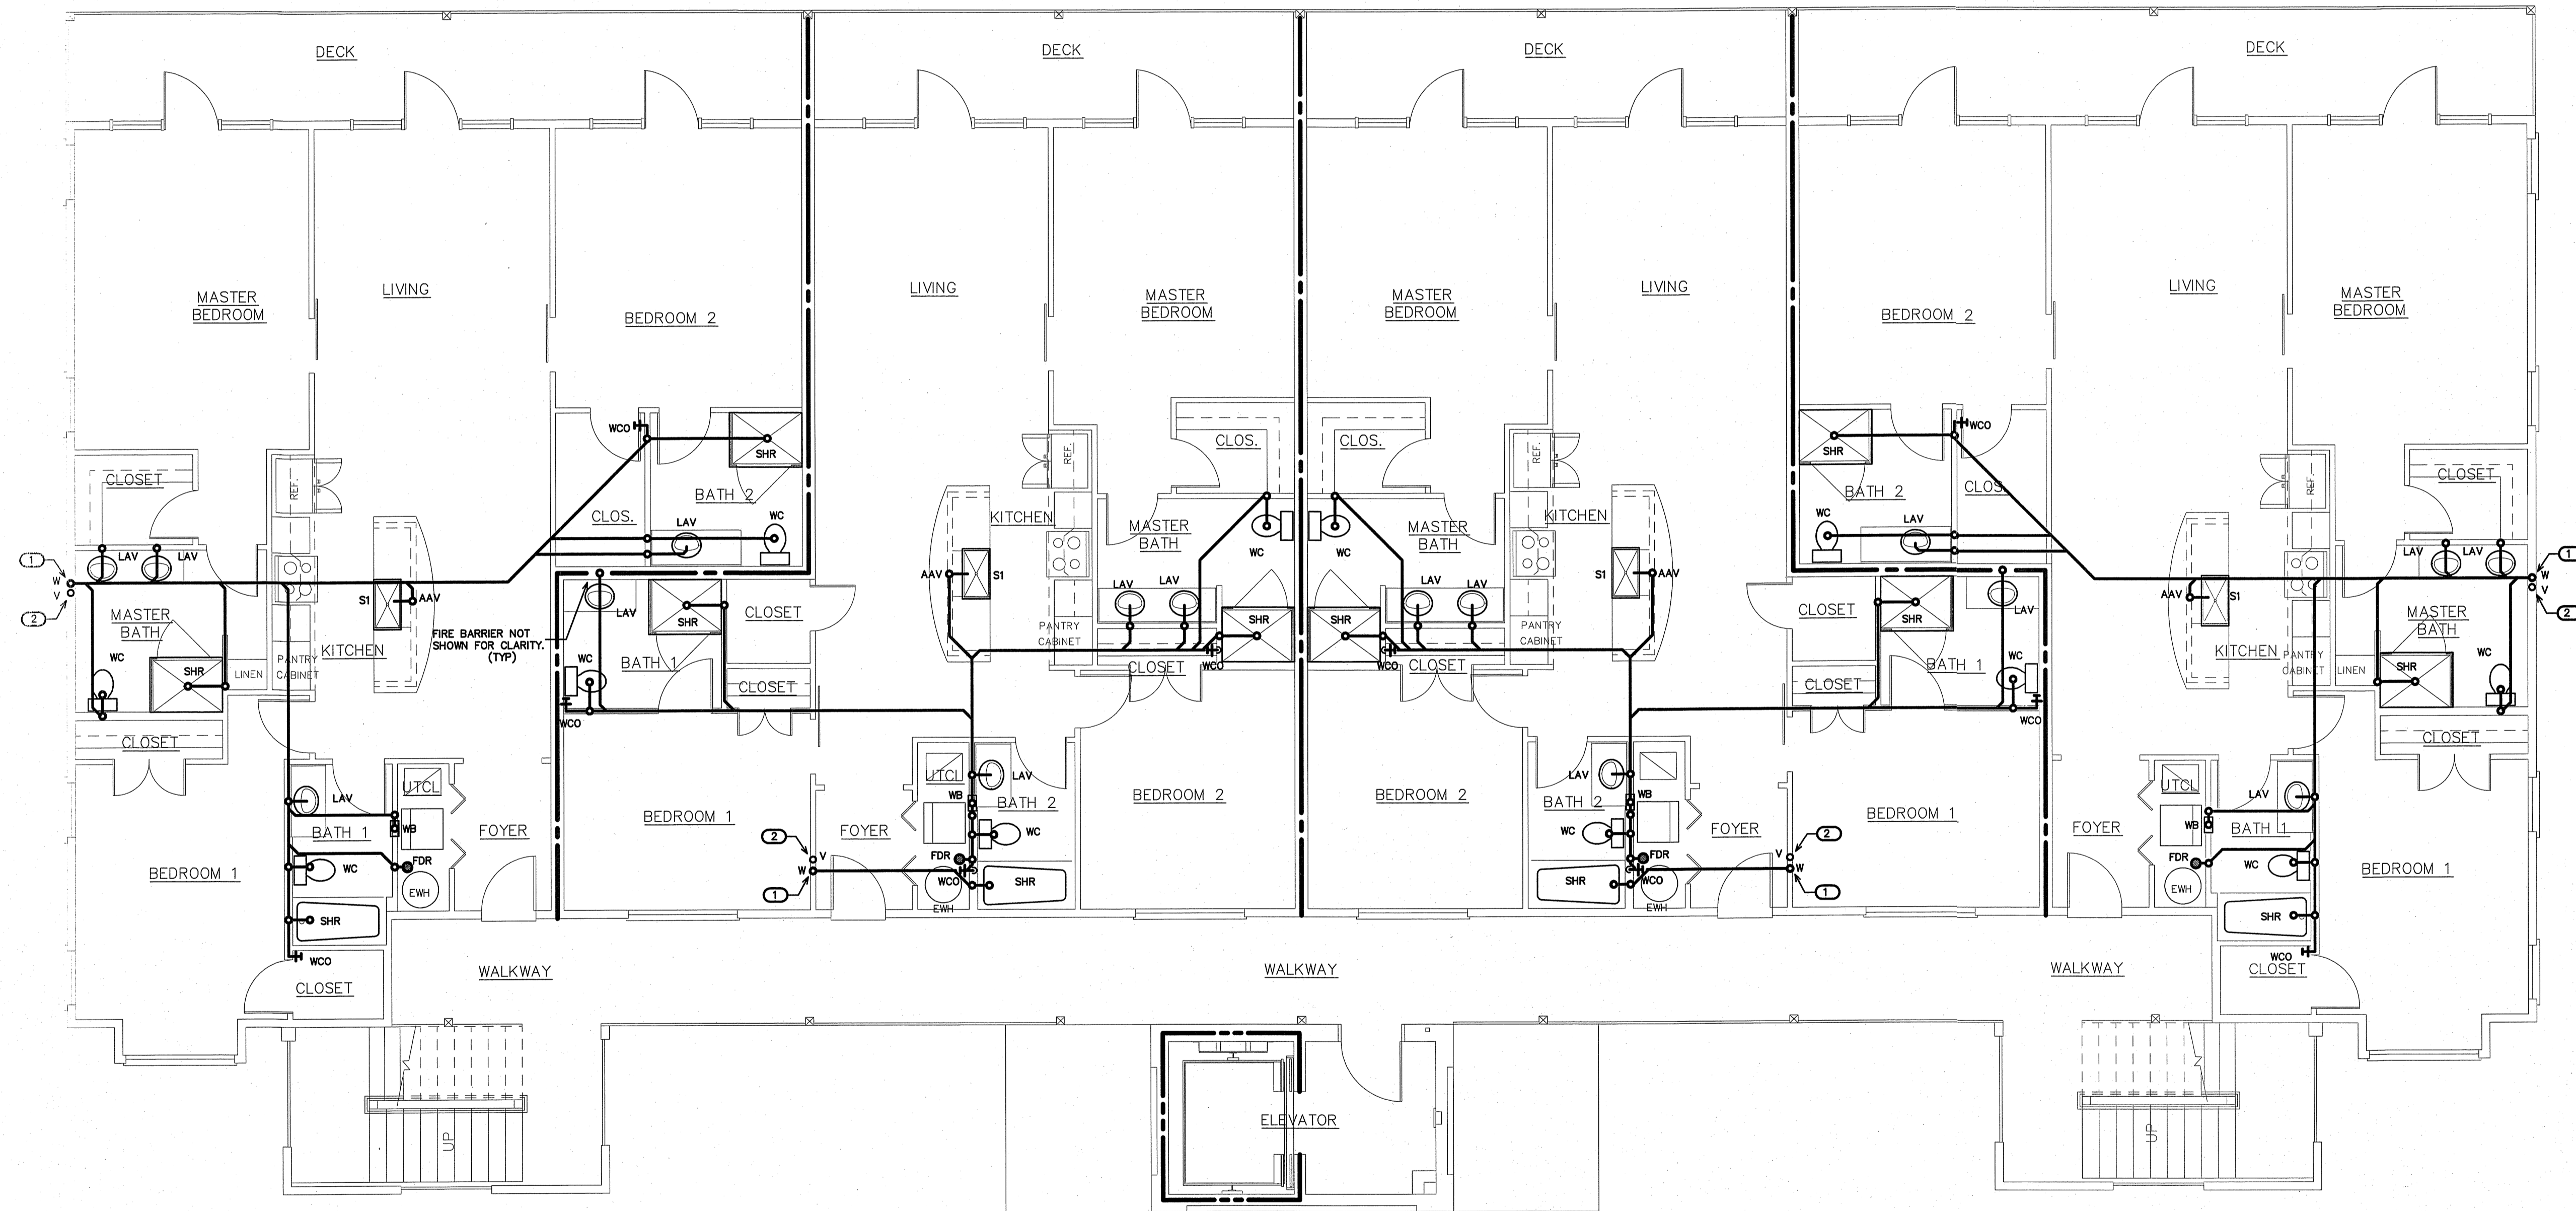 DECK
DECK
DECK
DECK
MASTER
BEDROOM
LIVING
BEDROOM 2
LIVING
MASTER
BEDROOM
MASTER
BEDROOM
LIVING
BEDROOM 2
LIVING
MASTER
BEDROOM
WCO
SHR
CLOSET
REF.
BATH 2
CLOS.
LAV
WC
CLOS.
REF.
KITCHEN
MASTER
BATH
WC
CLOS.
REF.
KITCHEN
MASTER
BATH
WC
WCO
SHR
BATH 2
CLOS.
WC
LAV
REF.
CLOSET
1
W
V
2
LAV
LAV
MASTER
BATH
WC
SHR
LINEN
PANTRY
CABINET
KITCHEN
S1
AAV
FIRE BARRIER NOT
SHOWN FOR CLARITY.
(TYP)
LAV
SHR
WC
BATH 1
WCO
CLOSET
CLOSET
AAV
S1
LAV
LAV
PANTRY
CABINET
CLOSET
WCO
SHR
SHR
WCO
LAV
LAV
CLOSET
PANTRY
CABINET
S1
AAV
CLOSET
CLOSET
SHR
LAV
BATH 1
WC
WCO
AAV
S1
KITCHEN
PANTRY
CABINET
LINEN
LAV
LAV
MASTER
BATH
SHR
WC
1
W
V
2
CLOSET
CLOSET
LAV
UTCL
WB
BATH 1
WC
FDR
EWH
SHR
WCO
CLOSET
BEDROOM 1
FOYER
BEDROOM 1
2
V
W
1
FOYER
UTCL
WB
LAV
BATH 2
WC
FDR
WCO
EWH
SHR
BEDROOM 2
BEDROOM 2
LAV
BATH 2
WC
WB
FDR
WCO
EWH
SHR
FOYER
2
V
W
1
BEDROOM 1
FOYER
UTCL
WB
LAV
BATH 1
FDR
WC
EWH
SHR
WCO
CLOSET
BEDROOM 1
WALKWAY
WALKWAY
WALKWAY
UP
ELEVATOR
UP